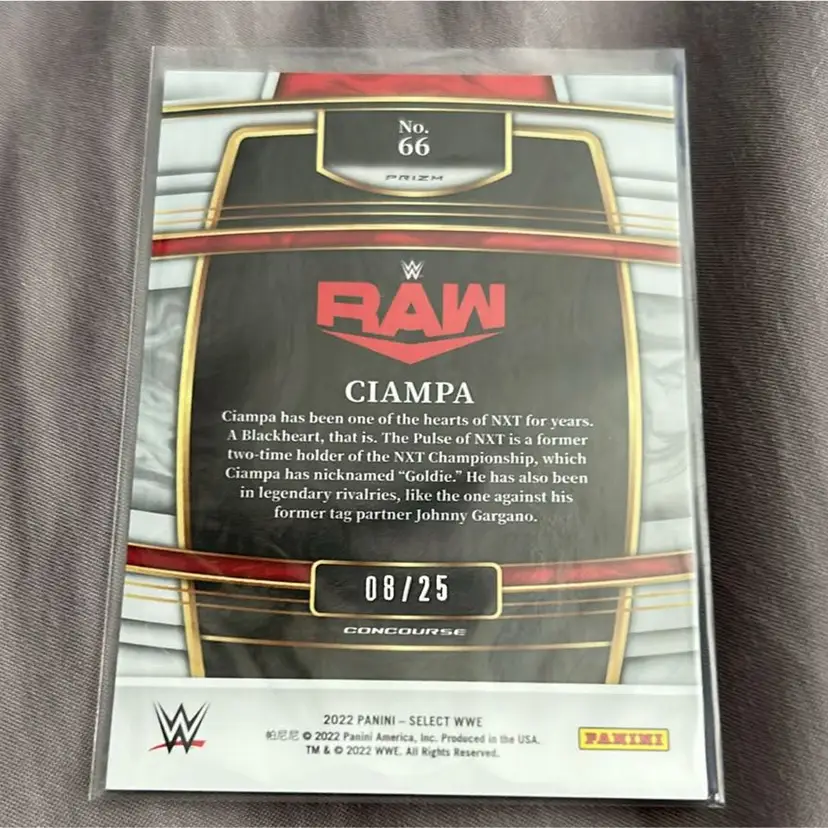 No.
66
PRIZM
W
RAW
CIAMPA
Ciampa has been one of the hearts of NXT for years.
A Blackheart, that is. The Pulse of NXT is a former
two-time holder of the NXT Championship, which
Ciampa has nicknamed “Goldie.” He has also been
in legendary rivalries, like the one against his
former tag partner Johnny Gargano.
08/25
CONCOURSE
W
2022 PANINI – SELECT WWE
帕尼尼 © 2022 Panini America, Inc. Produced in the USA.
TM & © 2022 WWE. All Rights Reserved.
PANINI